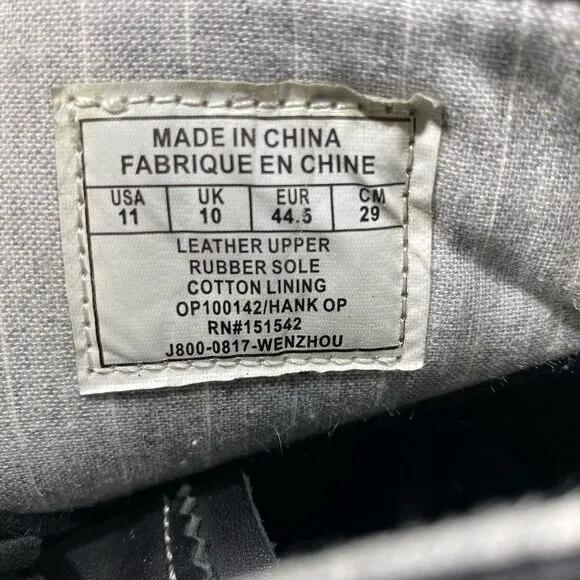 MADE IN CHINA
FABRIQUE EN CHINE
USA UK EUR CM
11 10 44.5 29
LEATHER UPPER
RUBBER SOLE
COTTON LINING
OP100142/HANK OP
RN#151542
J800-0817-WENZHOU